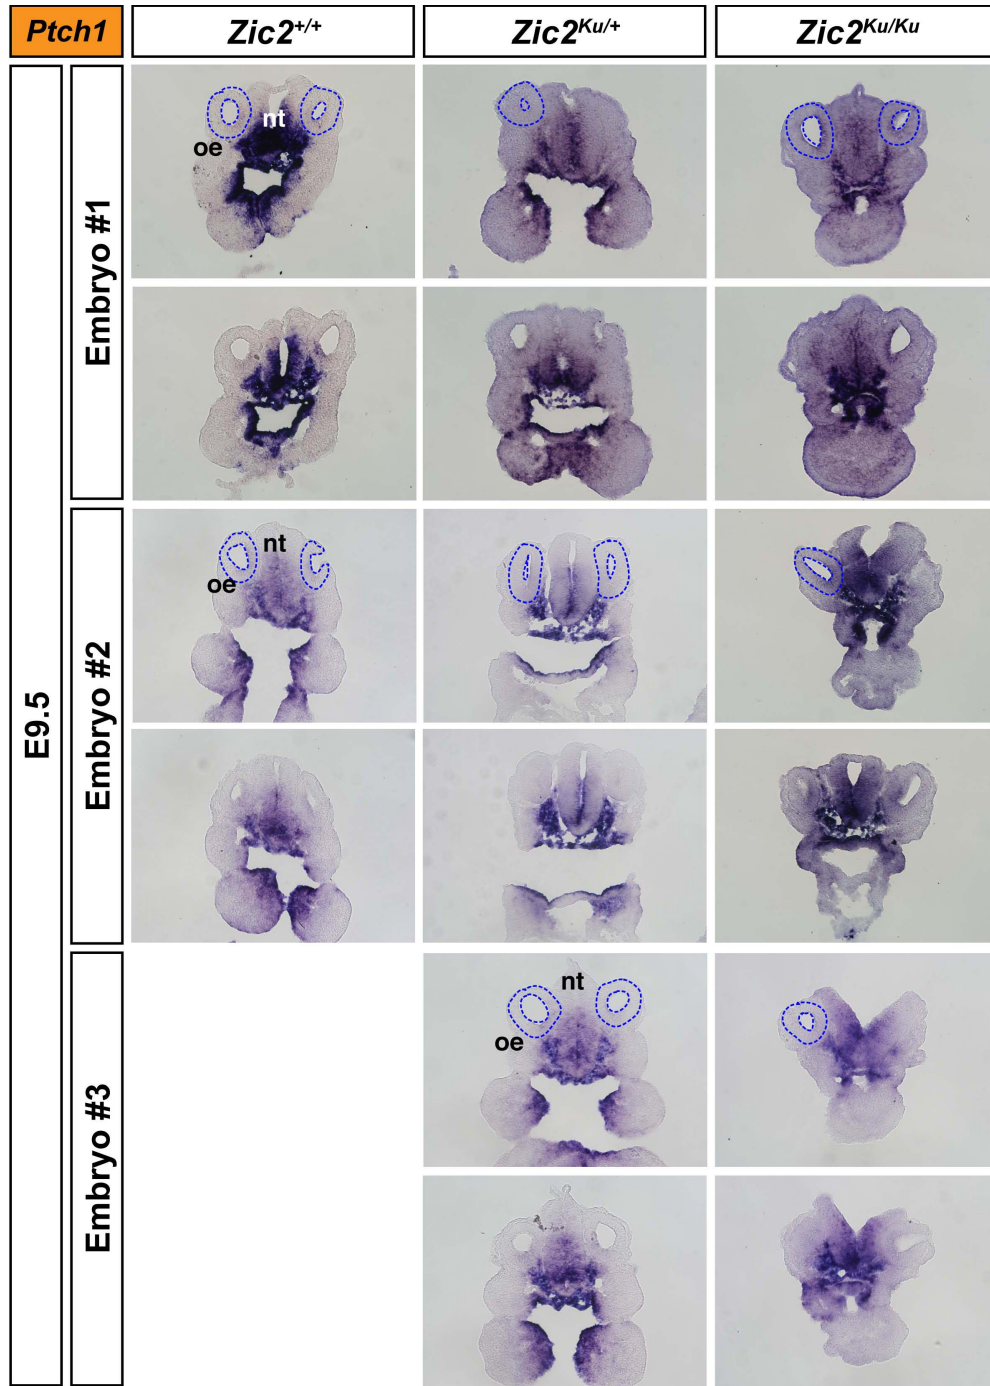 Ptch1
Zic2+/+
Zic2Ku/+
Zic2Ku/Ku
E9.5
Embryo #1
nt
oe
Embryo #2
nt
oe
Embryo #3
nt
oe